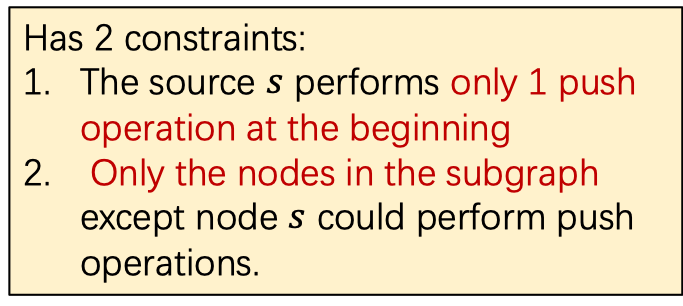 Has 2 constraints:
1. The source s performs only 1 push
operation at the beginning
2. Only the nodes in the subgraph
except node s could perform push
operations.